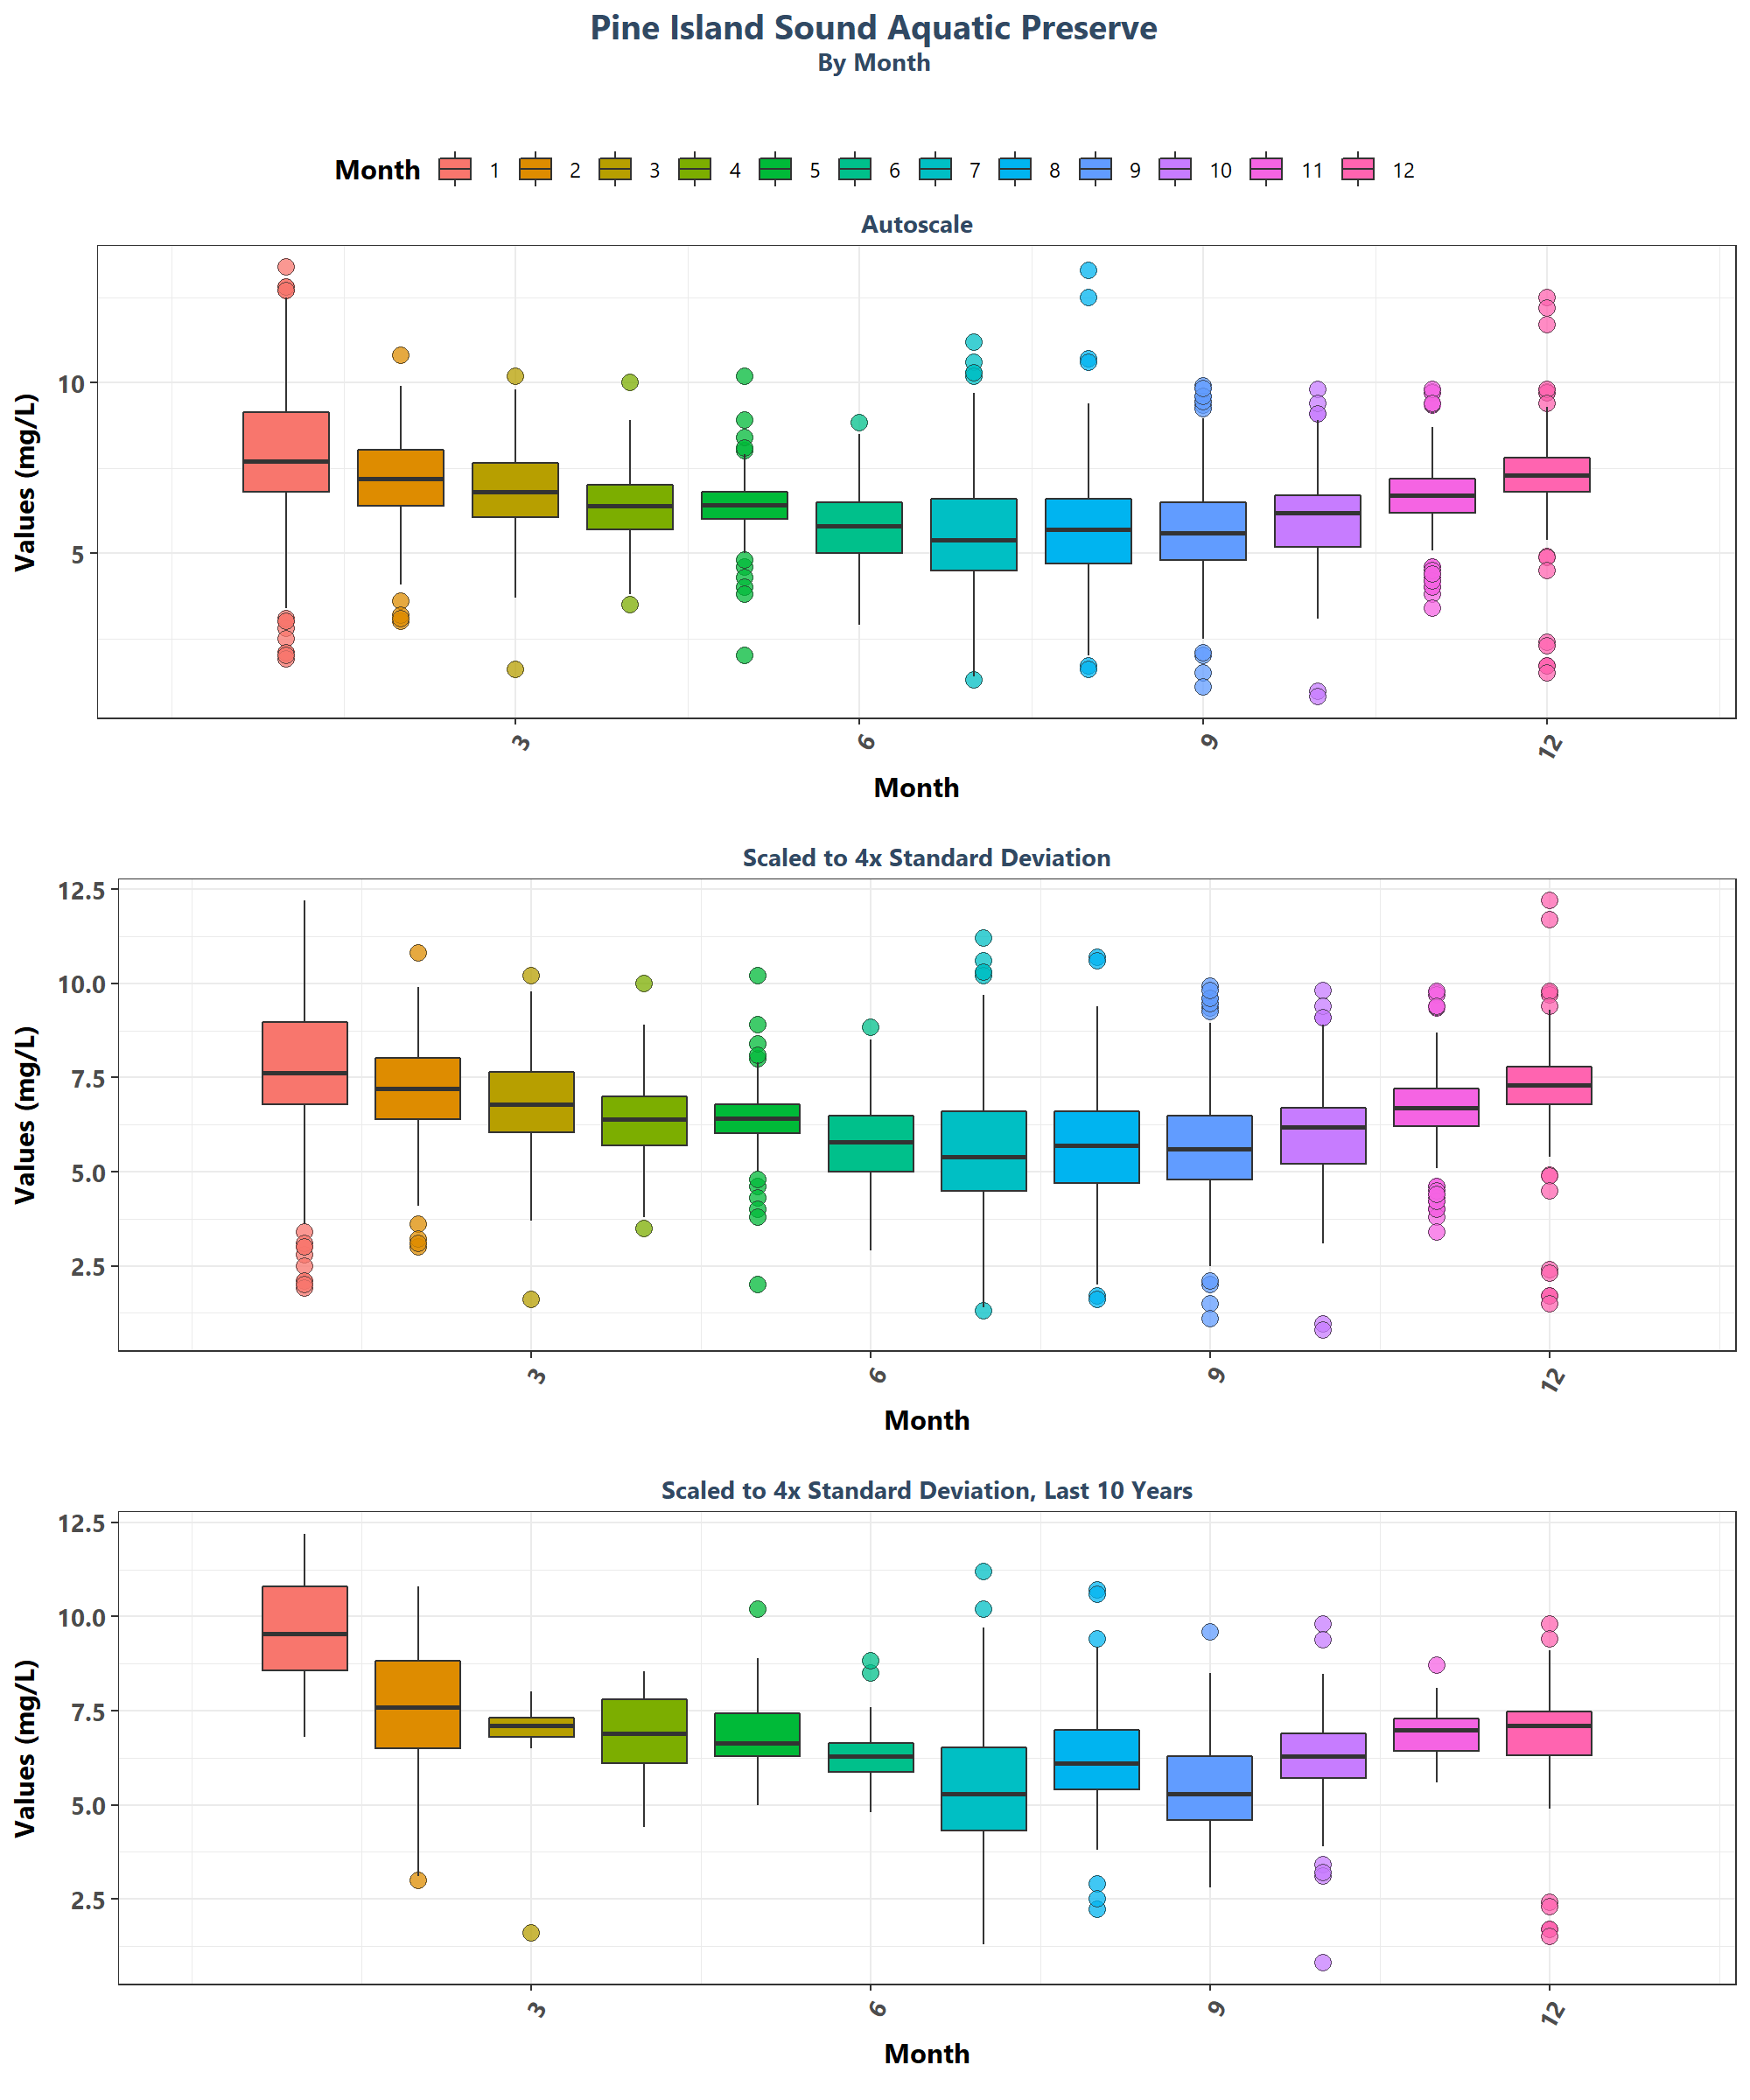 Pine Island Sound Aquatic Preserve
By Month
Month 1 2 3 4 5 6 7 8 9 10 11 12
Autoscale
Values (mg/L)
10
5
3 6 9 12
Month
Scaled to 4x Standard Deviation
Values (mg/L)
12.5
10.0
7.5
5.0
2.5
3 6 9 12
Month
Scaled to 4x Standard Deviation, Last 10 Years
Values (mg/L)
12.5
10.0
7.5
5.0
2.5
3 6 9 12
Month